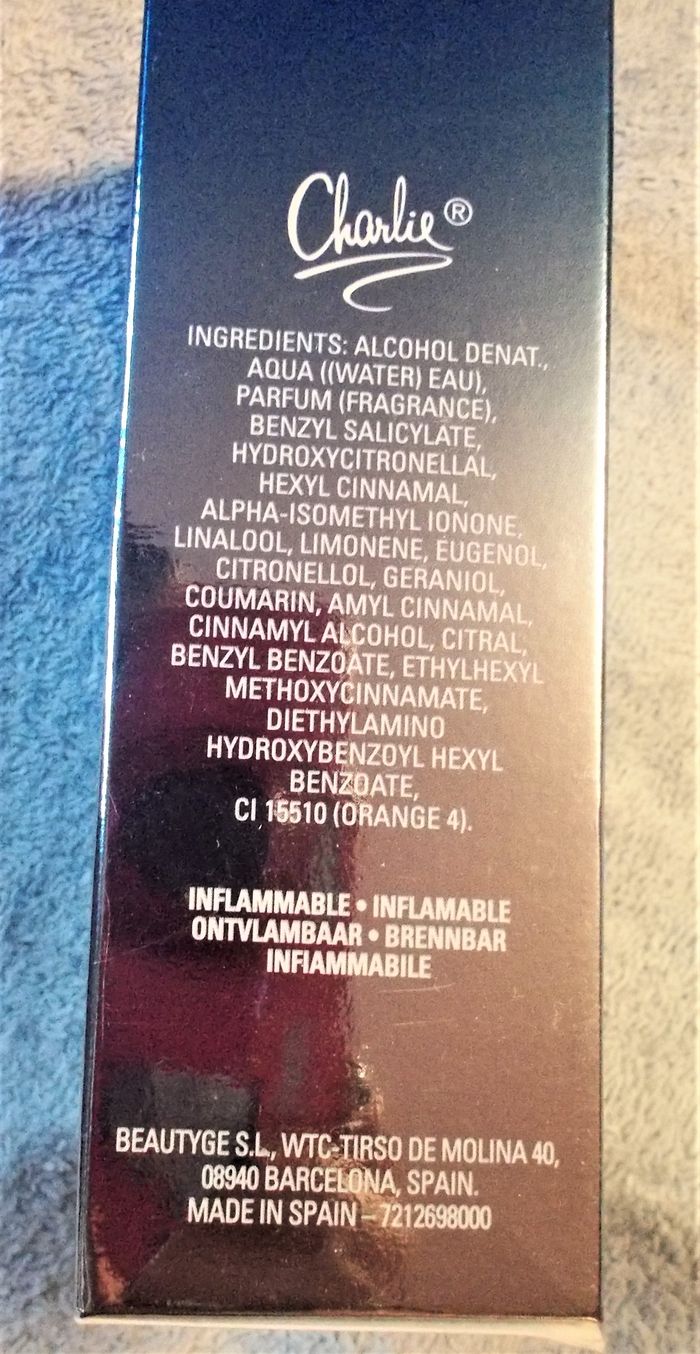 Charlie®
INGREDIENTS: ALCOHOL DENAT.,
AQUA ((WATER) EAU),
PARFUM (FRAGRANCE),
BENZYL SALICYLATE,
HYDROXYCITRONELLAL,
HEXYL CINNAMAL,
ALPHA-ISOMETHYL IONONE,
LINALOOL, LIMONENE, EUGENOL,
CITRONELLOL, GERANIOL,
COUMARIN, AMYL CINNAMAL,
CINNAMYL ALCOHOL, CITRAL,
BENZYL BENZOATE, ETHYLHEXYL
METHOXYCINNAMATE,
DIETHYLAMINO
HYDROXYBENZOYL HEXYL
BENZOATE,
CI 15510 (ORANGE 4).
INFLAMMABLE • INFLAMABLE
ONTVLAMBAAR • BRENNBAR
INFIAMMABILE
BEAUTYGE S.L, WTC-TIRSO DE MOLINA 40,
08940 BARCELONA, SPAIN.
MADE IN SPAIN – 7212698000